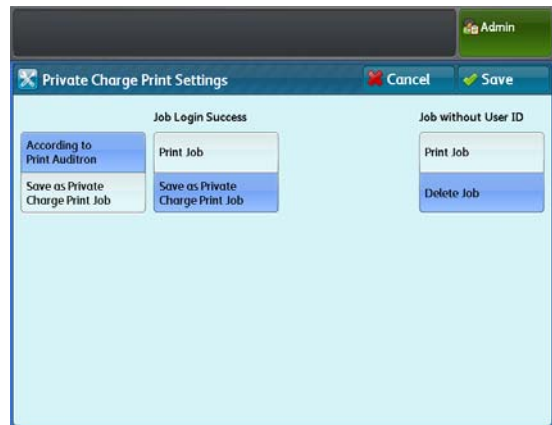 Admin
Private Charge Print Settings
Cancel
Save
Job Login Success
Job without User ID
According to
Print Auditron
Save as Private
Charge Print Job
Print Job
Save as Private
Charge Print Job
Print Job
Delete Job